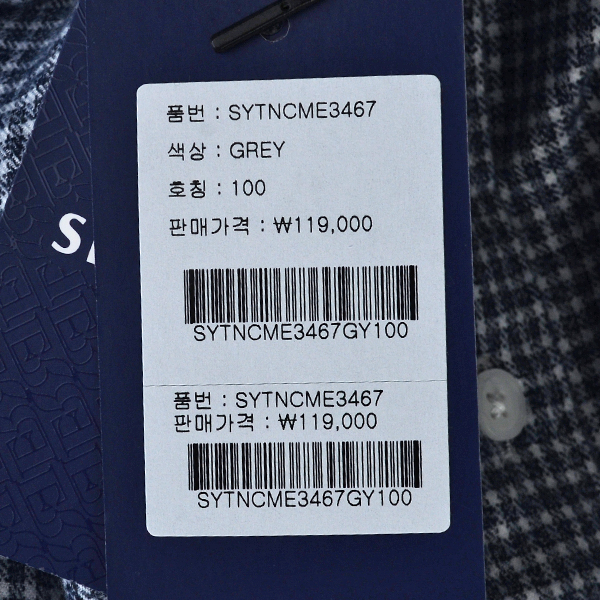 품번 : SYTNCME3467
색상 : GREY
호칭 : 100
판매가격 : ₩119,000
SYTNCME3467GY100
품번 : SYTNCME3467
판매가격 : ₩119,000
SYTNCME3467GY100